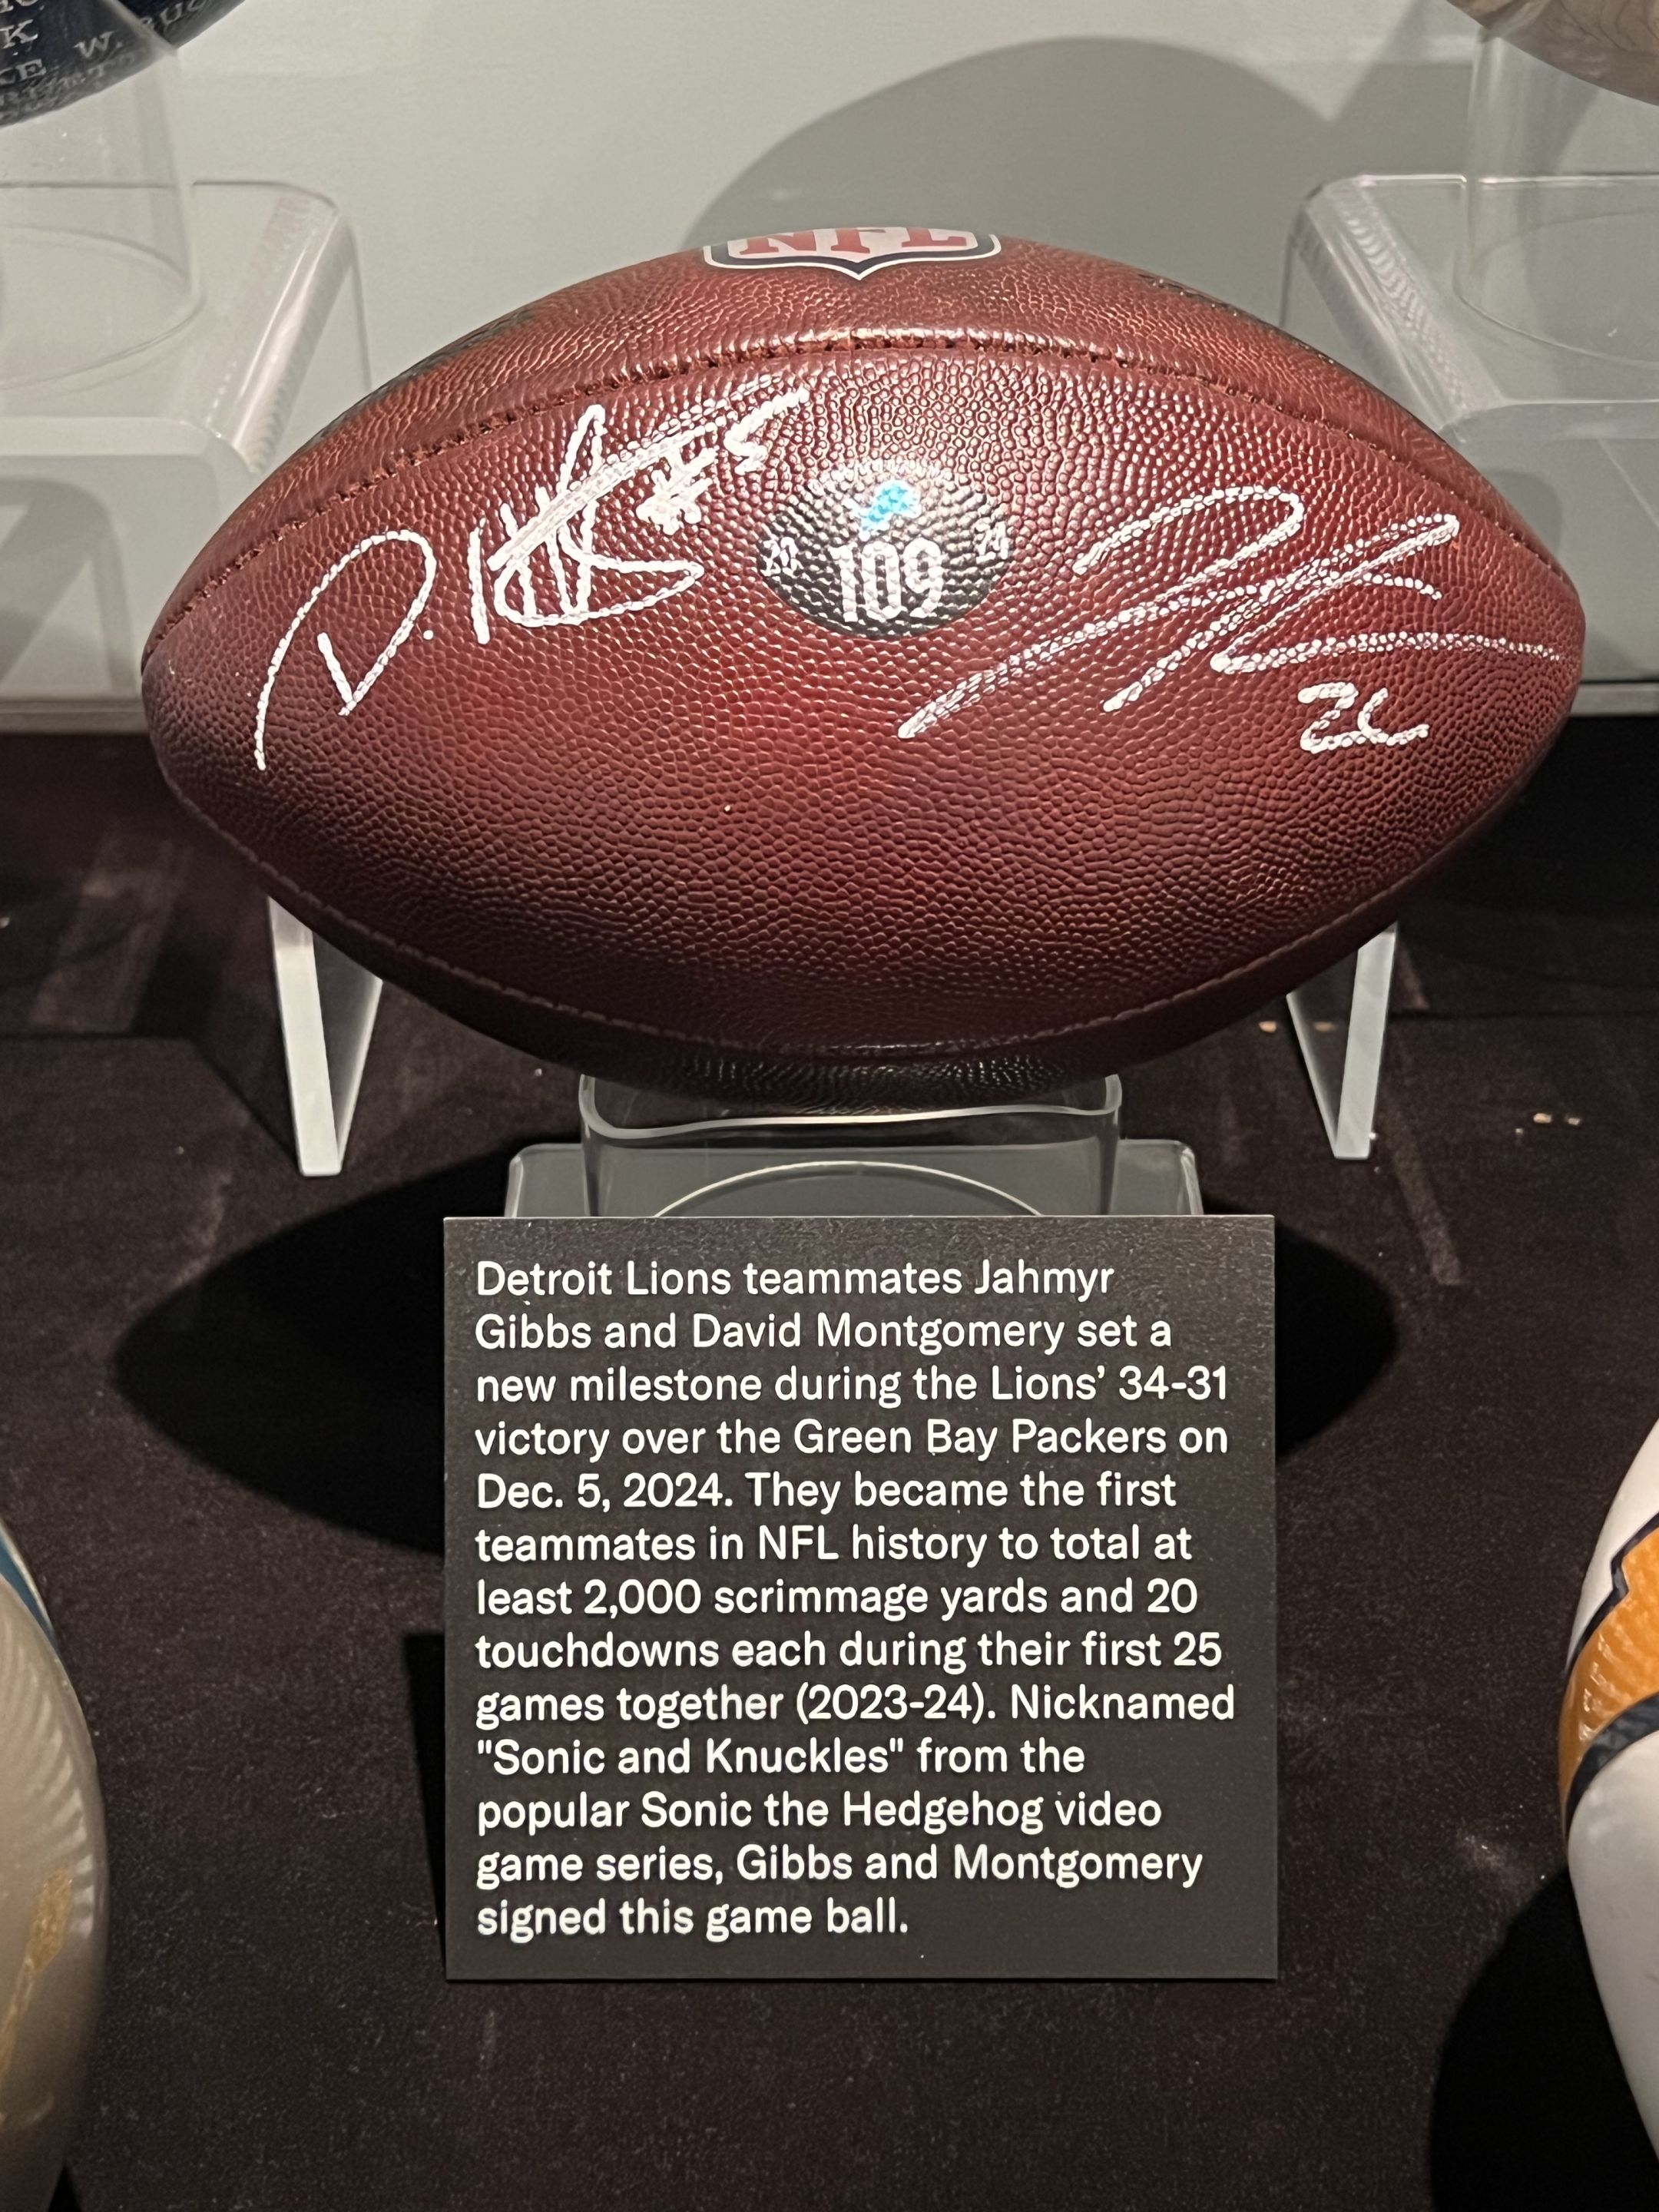 K
W.
NFL
D. #5
20 109 24
26
Detroit Lions teammates Jahmyr
Gibbs and David Montgomery set a
new milestone during the Lions' 34-31
victory over the Green Bay Packers on
Dec. 5, 2024. They became the first
teammates in NFL history to total at
least 2,000 scrimmage yards and 20
touchdowns each during their first 25
games together (2023-24). Nicknamed
"Sonic and Knuckles" from the
popular Sonic the Hedgehog video
game series, Gibbs and Montgomery
signed this game ball.